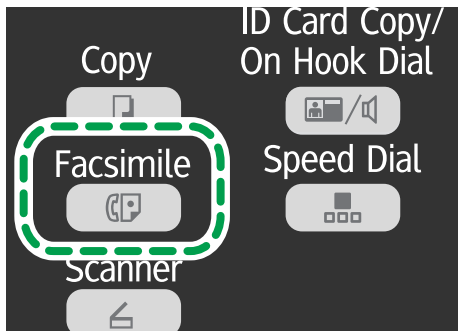 Copy
ID Card Copy/
On Hook Dial
Facsimile
Speed Dial
Scanner